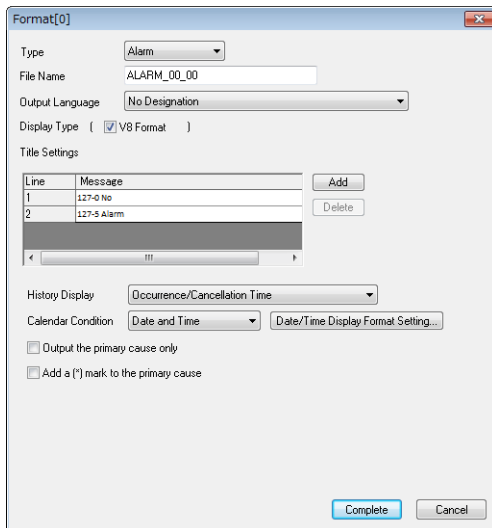 Format[0]
Type Alarm
File Name ALARM_00_00
Output Language No Designation
Display Type ( V8 Format )
Title Settings
Line Message
1 127-0 No
2 127-5 Alarm
Add
Delete
History Display Occurrence/Cancellation Time
Calendar Condition Date and Time Date/Time Display Format Setting...
Output the primary cause only
Add a (*) mark to the primary cause
Complete Cancel